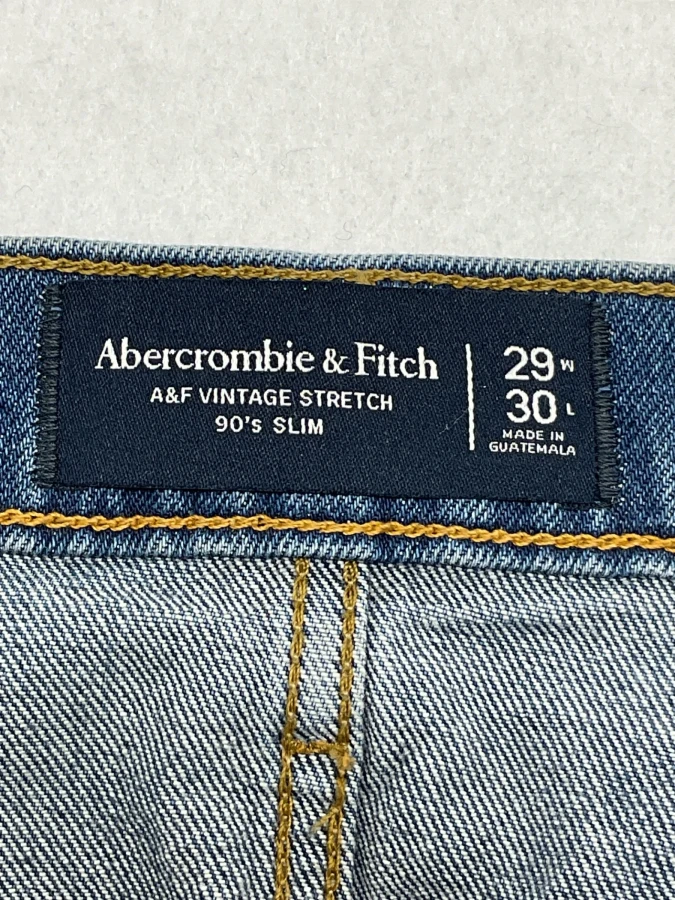 Abercrombie & Fitch
A&F VINTAGE STRETCH
90's SLIM
29 W
30 L
MADE IN
GUATEMALA